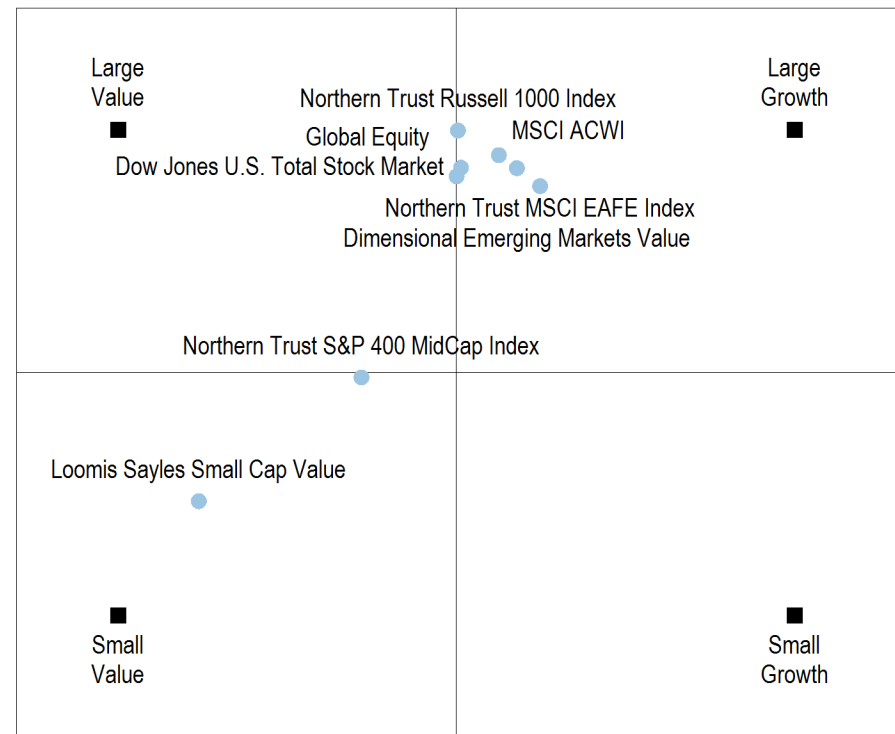 Large
Value
Large
Growth
Northern Trust Russell 1000 Index
Global Equity
MSCI ACWI
Dow Jones U.S. Total Stock Market
Northern Trust MSCI EAFE Index
Dimensional Emerging Markets Value
Northern Trust S&P 400 MidCap Index
Loomis Sayles Small Cap Value
Small
Value
Small
Growth